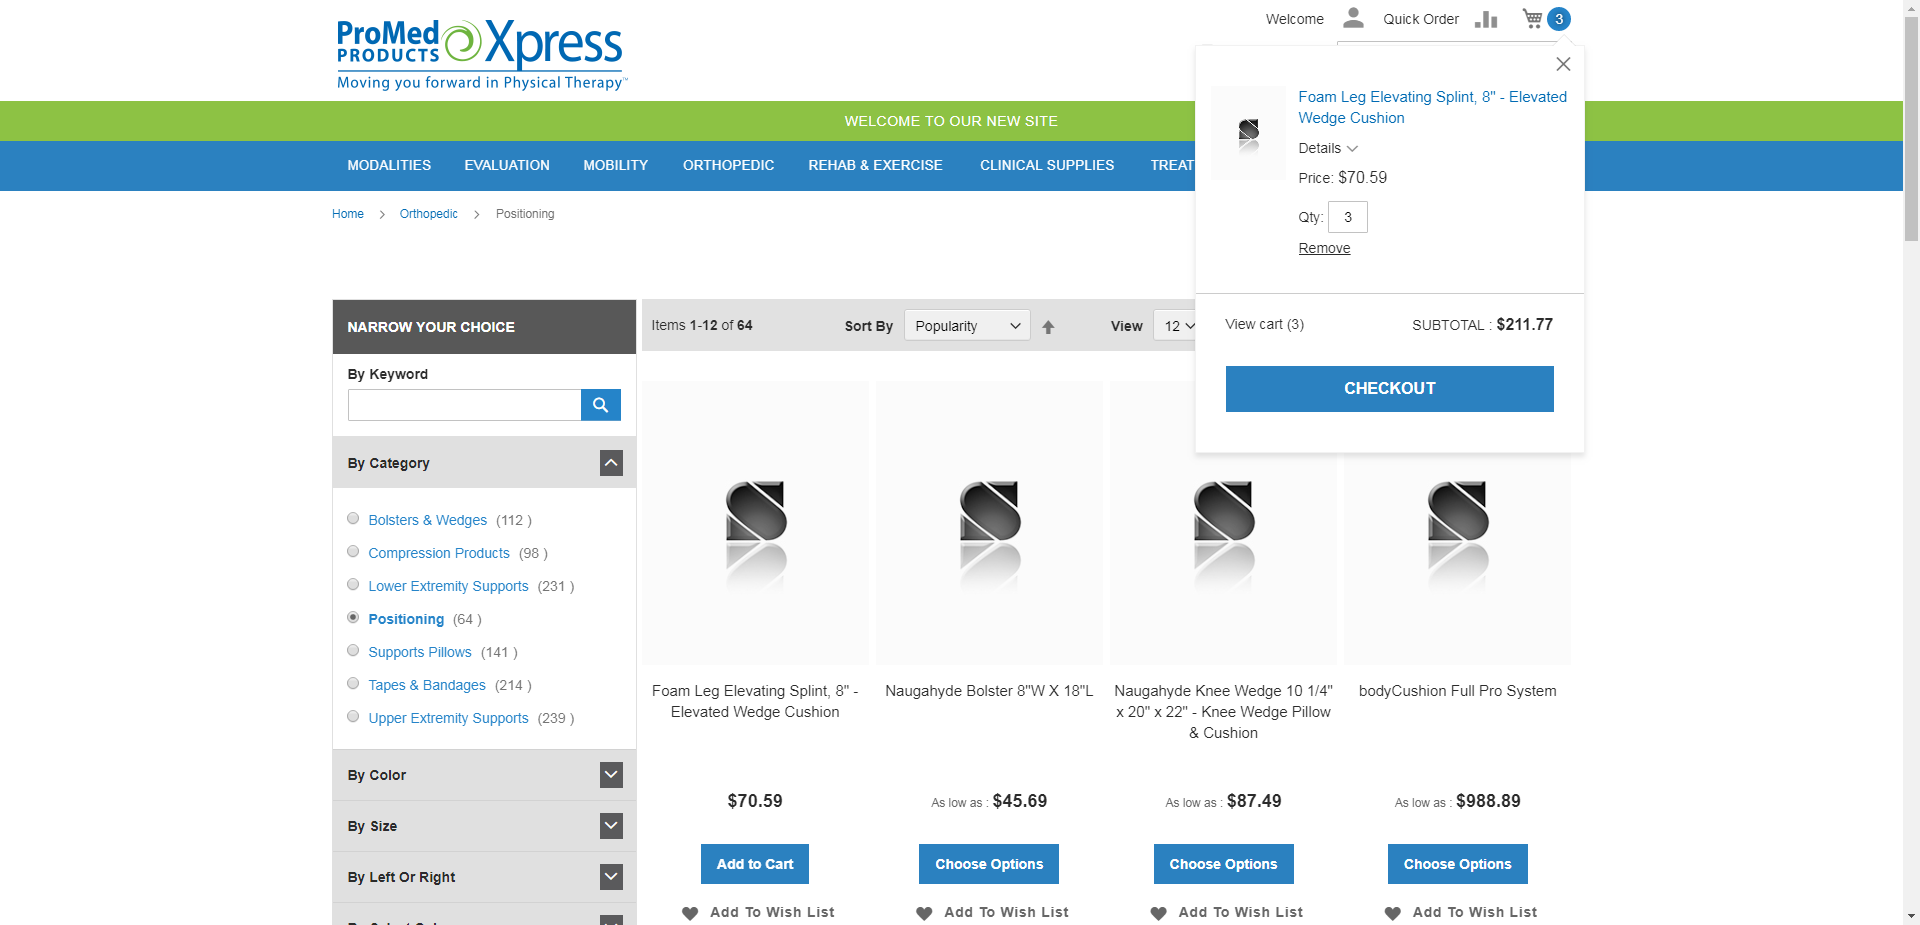 ProMed Xpress
PRODUCTS
Moving you forward in Physical Therapy™
Welcome
Quick Order
3
WELCOME TO OUR NEW SITE
MODALITIES EVALUATION MOBILITY ORTHOPEDIC REHAB & EXERCISE CLINICAL SUPPLIES TREAT
Home > Orthopedic > Positioning
Foam Leg Elevating Splint, 8" - Elevated
Wedge Cushion
Details
Price: $70.59
Qty: 3
Remove
View cart (3) SUBTOTAL : $211.77
CHECKOUT
NARROW YOUR CHOICE
By Keyword
By Category
Bolsters & Wedges (112 )
Compression Products (98 )
Lower Extremity Supports (231 )
Positioning (64 )
Supports Pillows (141 )
Tapes & Bandages (214 )
Upper Extremity Supports (239 )
By Color
By Size
By Left Or Right
Items 1-12 of 64 Sort By Popularity View 12
Foam Leg Elevating Splint, 8" -
Elevated Wedge Cushion
$70.59
Add to Cart
Add To Wish List
Naugahyde Bolster 8"W X 18"L
As low as : $45.69
Choose Options
Add To Wish List
Naugahyde Knee Wedge 10 1/4"
x 20" x 22" - Knee Wedge Pillow
& Cushion
As low as : $87.49
Choose Options
Add To Wish List
bodyCushion Full Pro System
As low as : $988.89
Choose Options
Add To Wish List